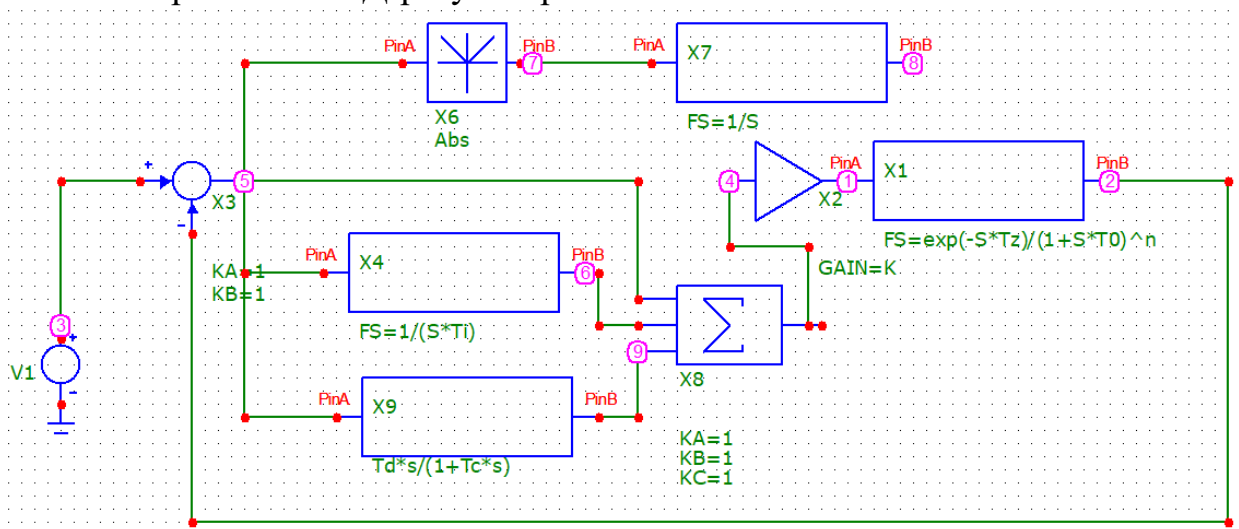 PinA
PinB
7
PinA
X7
PinB
8
X6
Abs
FS=1/S
+
5
X3
-
4
PinA
1
X2
X1
PinB
2
FS=exp(-S*Tz)/(1+S*T0)^n
GAIN=K
KA=1
KB=1
PinA
X4
PinB
6
FS=1/(S*Ti)
3
+
V1
-
9
X8
PinA
X9
PinB
Td*s/(1+Tc*s)
KA=1
KB=1
KC=1